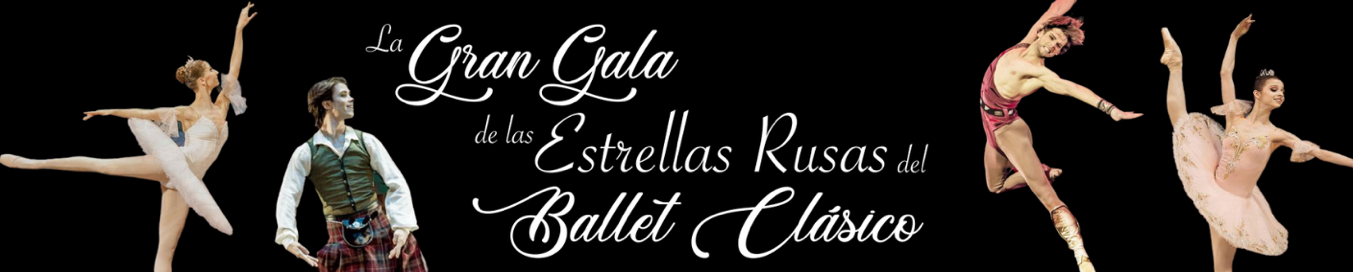 La Gran Gala
de las Estrellas Rusas del
Ballet Clásico